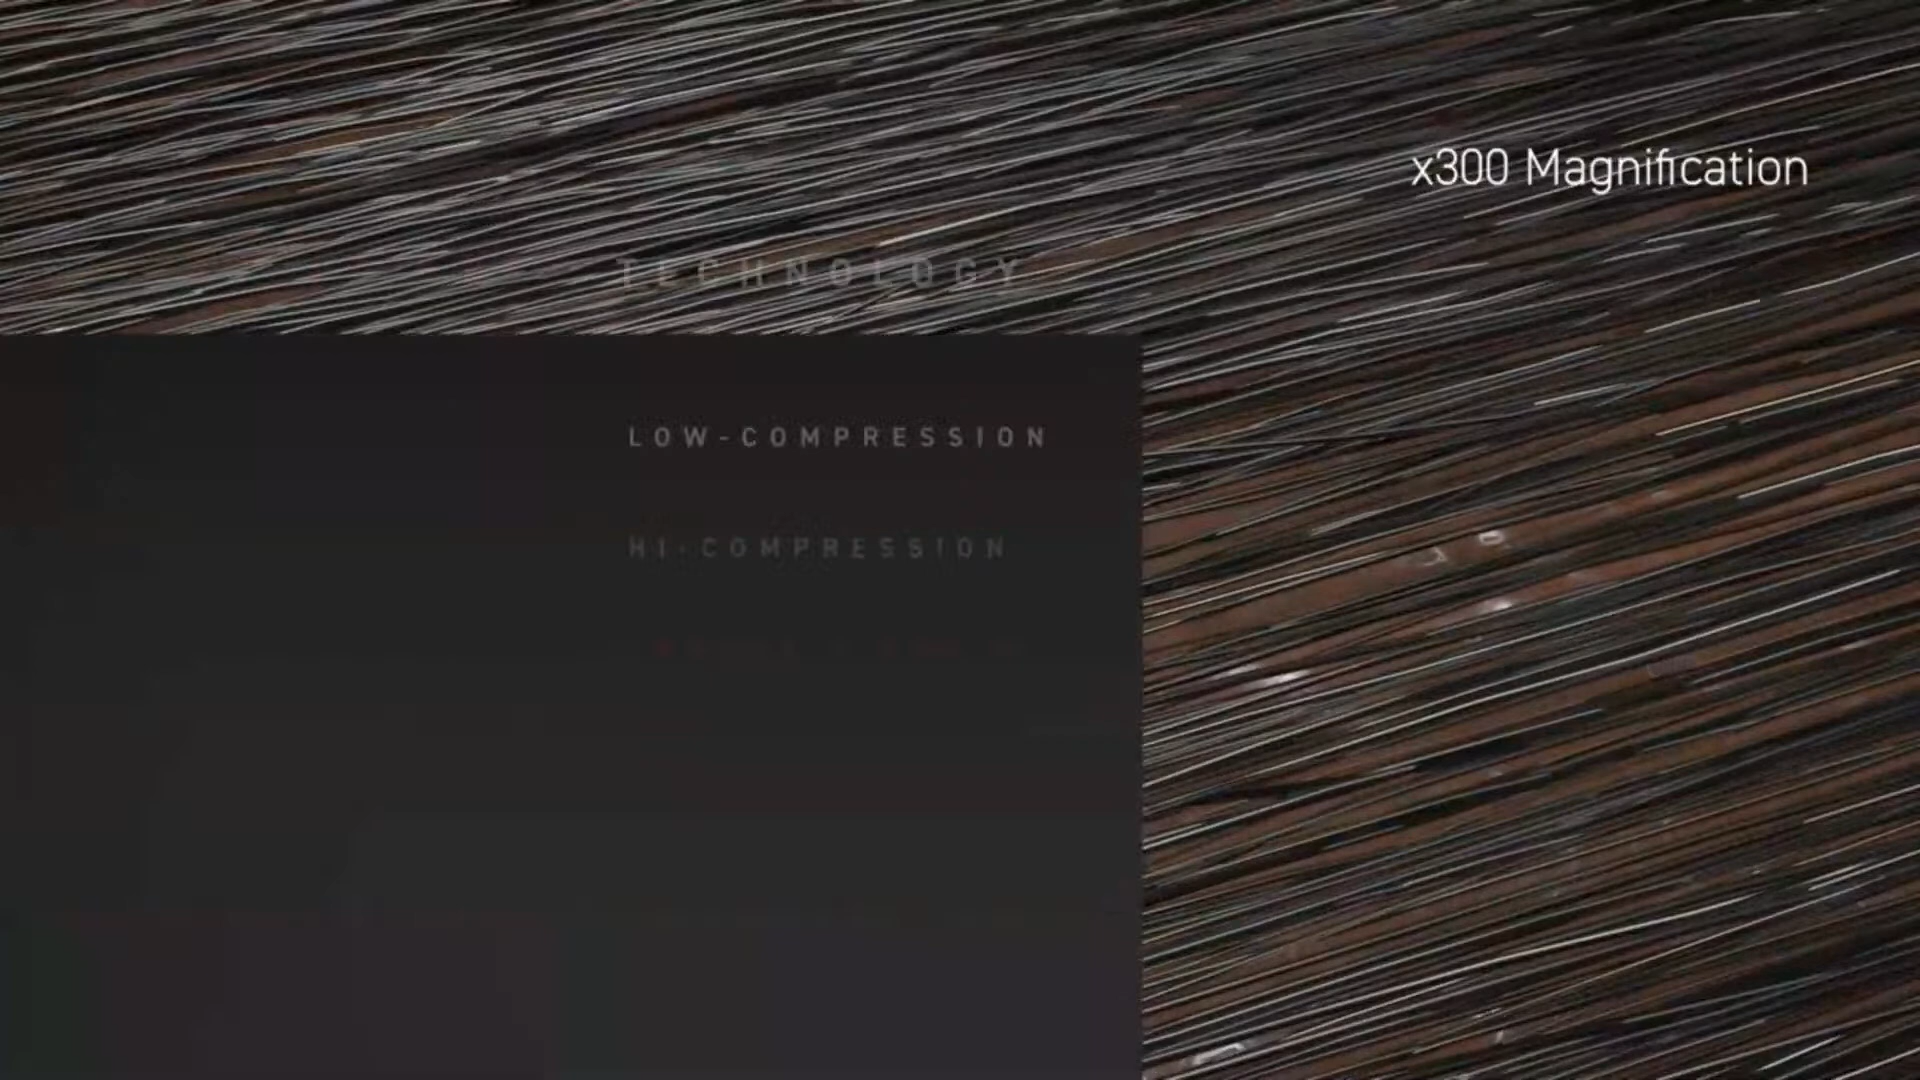 x300 Magnification
TECHNOLOGY
LOW-COMPRESSION
HI-COMPRESSION